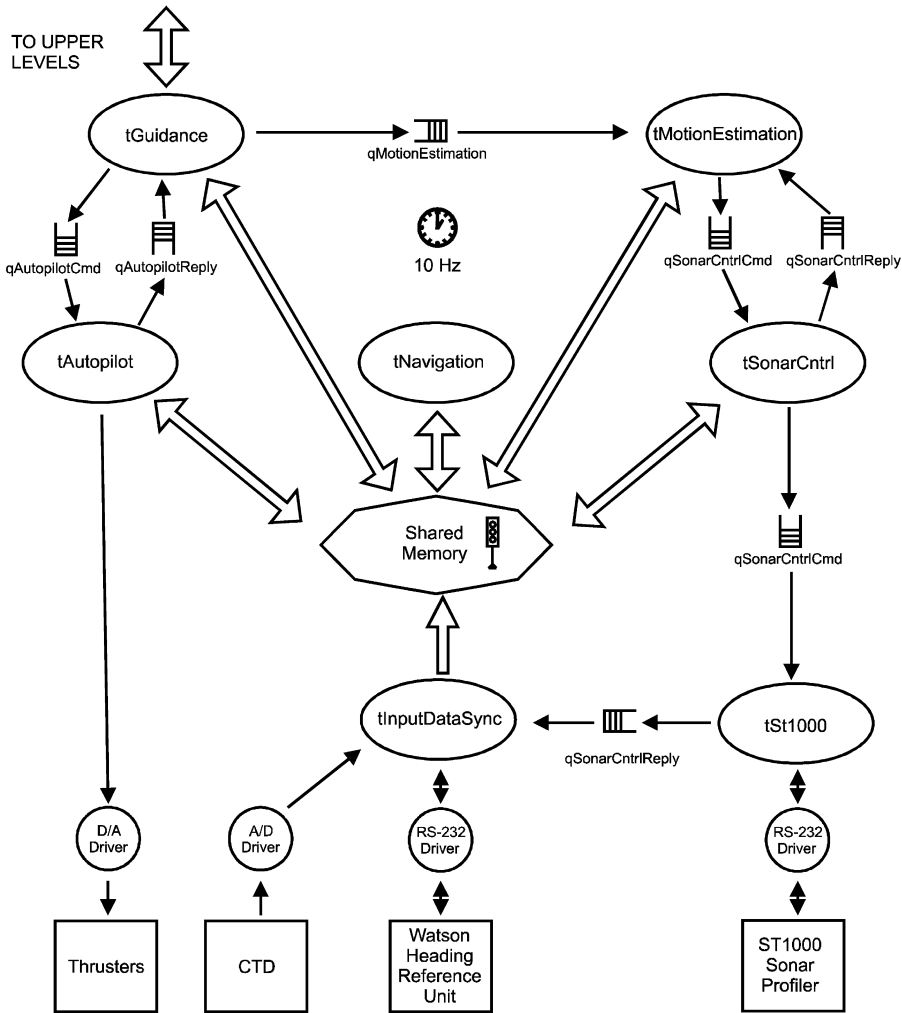 TO UPPER
LEVELS
tGuidance
tMotionEstimation
qMotionEstimation
qAutopilotCmd
qAutopilotReply
10 Hz
qSonarCntrlCmd
qSonarCntrlReply
tAutopilot
tNavigation
tSonarCntrl
Shared
Memory
qSonarCntrlCmd
tInputDataSync
tSt1000
qSonarCntrlReply
D/A
Driver
A/D
Driver
RS-232
Driver
RS-232
Driver
Thrusters
CTD
Watson
Heading
Reference
Unit
ST1000
Sonar
Profiler